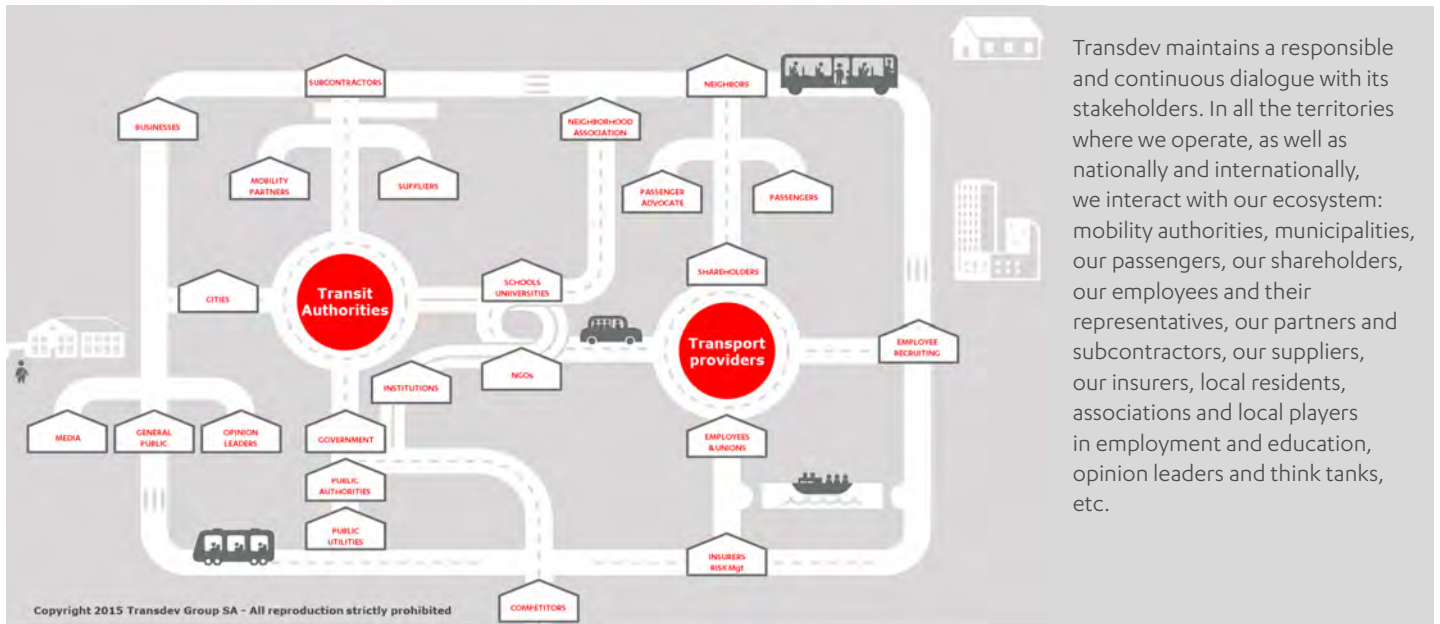 SUBCONTRACTORS
NEIGHBORS
BUSINESSES
NEIGHBORHOOD
ASSOCIATION
MOBILITY
PARTNERS
SUPPLIERS
PASSENGER
ADVOCATE
PASSENGERS
CITIES
Transit
Authorities
SCHOOLS
UNIIVERSITIES
SHAREHOLDERS
Transport
providers
EMPLOYEE
RECRUITING
INSTITUTIONS
NGOs
MEDIA
GENERAL
PUBLIC
OPINION
LEADERS
GOVERNMENT
EMPLOYEES
& UNIONS
PUBLIC
AUTHORITIES
PUBLIC
UTILITIES
INSURERS
RISK Mgt
COMPETITORS
Copyright 2015 Transdev Group SA - All reproduction strictly prohibited
Transdev maintains a responsible
and continuous dialogue with its
stakeholders. In all the territories
where we operate, as well as
nationally and internationally,
we interact with our ecosystem:
mobility authorities, municipalities,
our passengers, our shareholders,
our employees and their
representatives, our partners and
subcontractors, our suppliers,
our insurers, local residents,
associations and local players
in employment and education,
opinion leaders and think tanks,
etc.